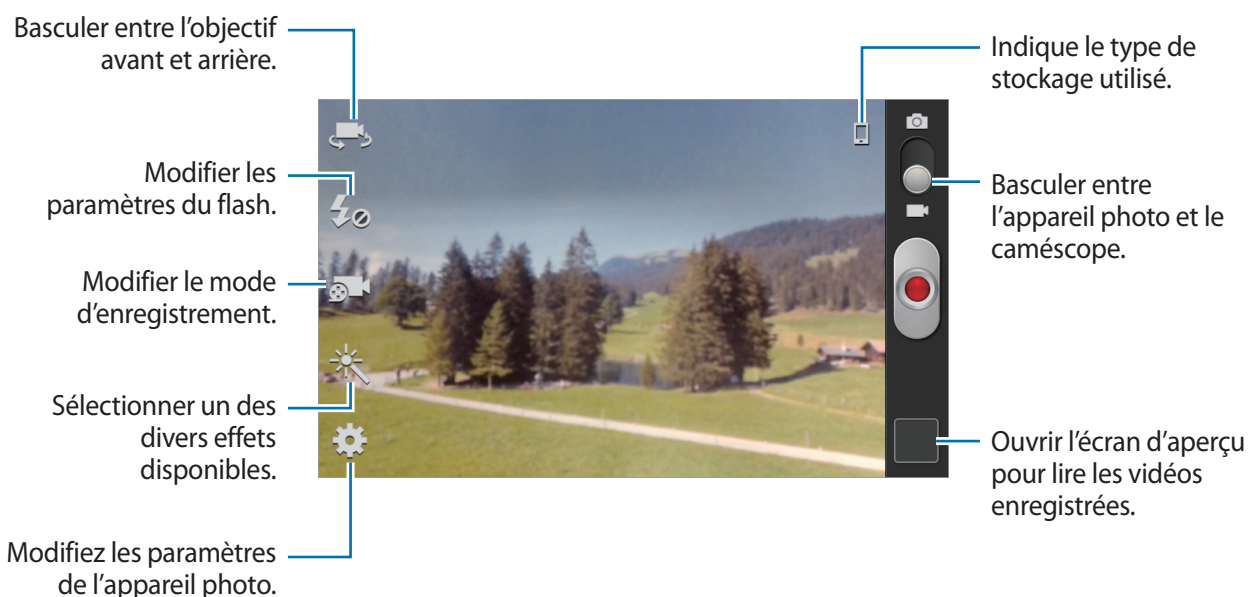 Basculer entre l’objectif
avant et arrière.
Modifier les
paramètres du flash.
Modifier le mode
d’enregistrement.
Sélectionner un des
divers effets
disponibles.
Modifiez les paramètres
de l’appareil photo.
Indique le type de
stockage utilisé.
Basculer entre
l’appareil photo et le
caméscope.
Ouvrir l’écran d’aperçu
pour lire les vidéos
enregistrées.